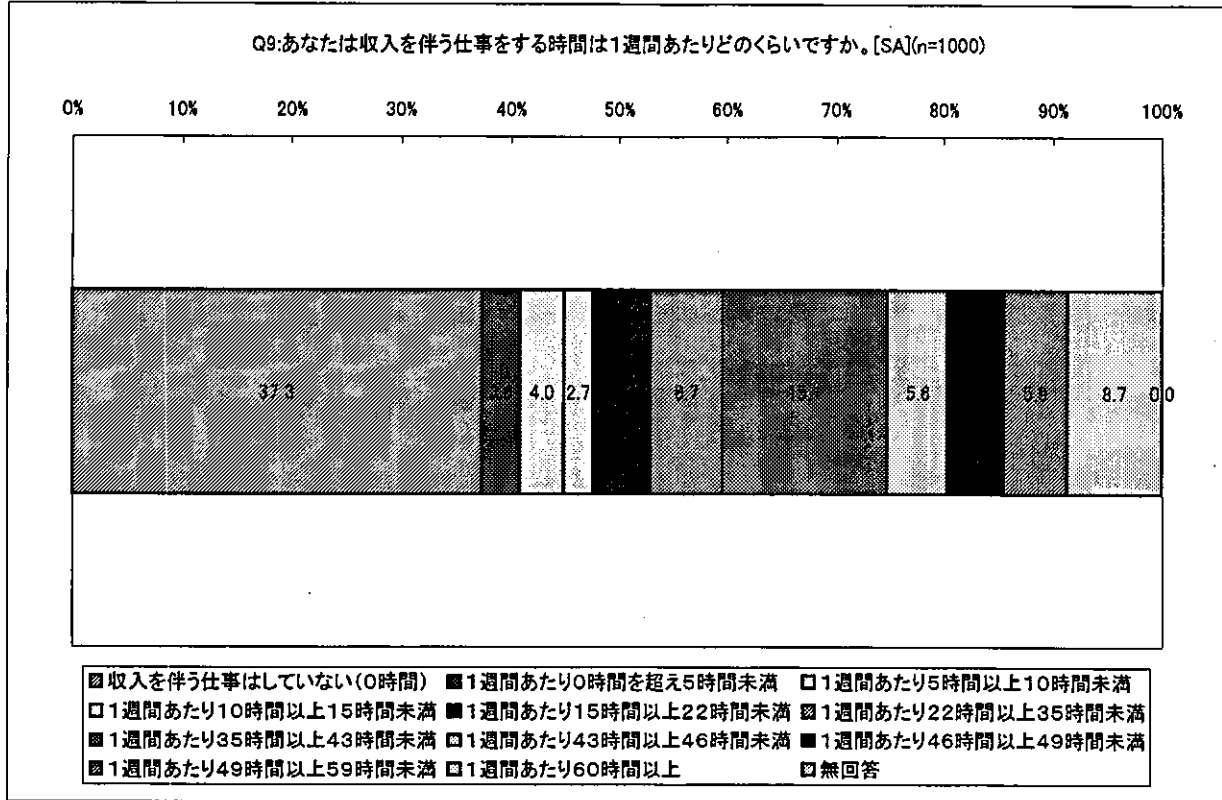 Q9:あなたは収入を伴う仕事をする時間は1週間あたりどのくらいですか。[SA](n=1000)
0% 10% 20% 30% 40% 50% 60% 70% 80% 90% 100%
37.3 4.0 2.7 5.8 8.7 0.0
収入を伴う仕事はしていない(0時間) 1週間あたり0時間を超え5時間未満 1週間あたり5時間以上10時間未満
1週間あたり10時間以上15時間未満 1週間あたり15時間以上22時間未満 1週間あたり22時間以上35時間未満
1週間あたり35時間以上43時間未満 1週間あたり43時間以上46時間未満 1週間あたり46時間以上49時間未満
1週間あたり49時間以上59時間未満 1週間あたり60時間以上 無回答